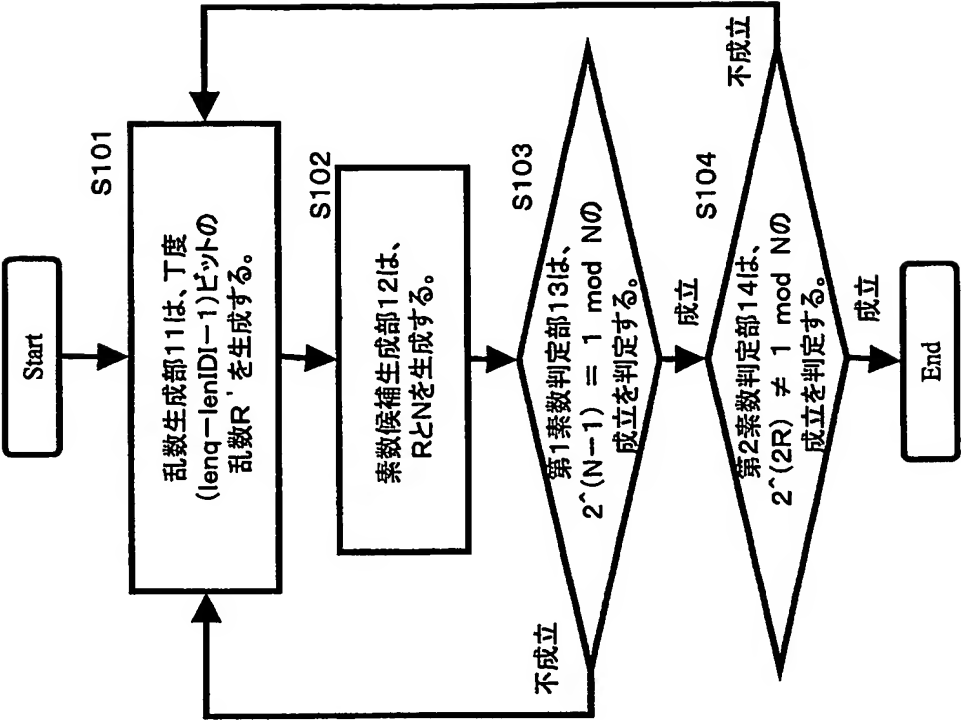 Start
S101
乱数生成部11は、丁度
(lenq-lenIDI-1)ビットの
乱数R'を生成する。
S102
素数候補生成部12は、
RとNを生成する。
S103
第1素数判定部13は、
2^(N-1) = 1 mod Nの
成立を判定する。
不成立
成立
S104
第2素数判定部14は、
2^(2R) ≠ 1 mod Nの
成立を判定する。
不成立
成立
End